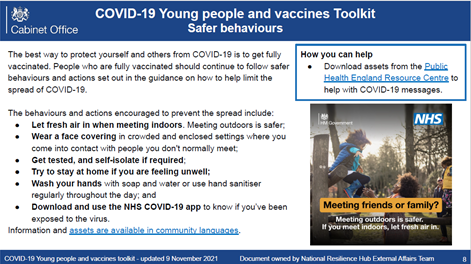 Cabinet Office
COVID-19 Young people and vaccines Toolkit
Safer behaviours
The best way to protect yourself and others from COVID-19 is to get fully
vaccinated. People who are fully vaccinated should continue to follow safer
behaviours and actions set out in the guidance on how to help limit the
spread of COVID-19.
The behaviours and actions encouraged to prevent the spread include:
● Let fresh air in when meeting indoors. Meeting outdoors is safer;
● Wear a face covering in crowded and enclosed settings where you
come into contact with people you don't normally meet;
● Get tested, and self-isolate if required;
● Try to stay at home if you are feeling unwell;
● Wash your hands with soap and water or use hand sanitiser
regularly throughout the day; and
● Download and use the NHS COVID-19 app to know if you've been
exposed to the virus.
Information and assets are available in community languages.
How you can help
● Download assets from the Public
Health England Resource Centre to
help with COVID-19 messages.
HM Government
NHS
Meeting friends or family?
Meeting outdoors is safer.
If you meet indoors, let fresh air in.
COVID-19 Young people and vaccines toolkit - updated 9 November 2021
Document owned by National Resilience Hub External Affairs Team
8